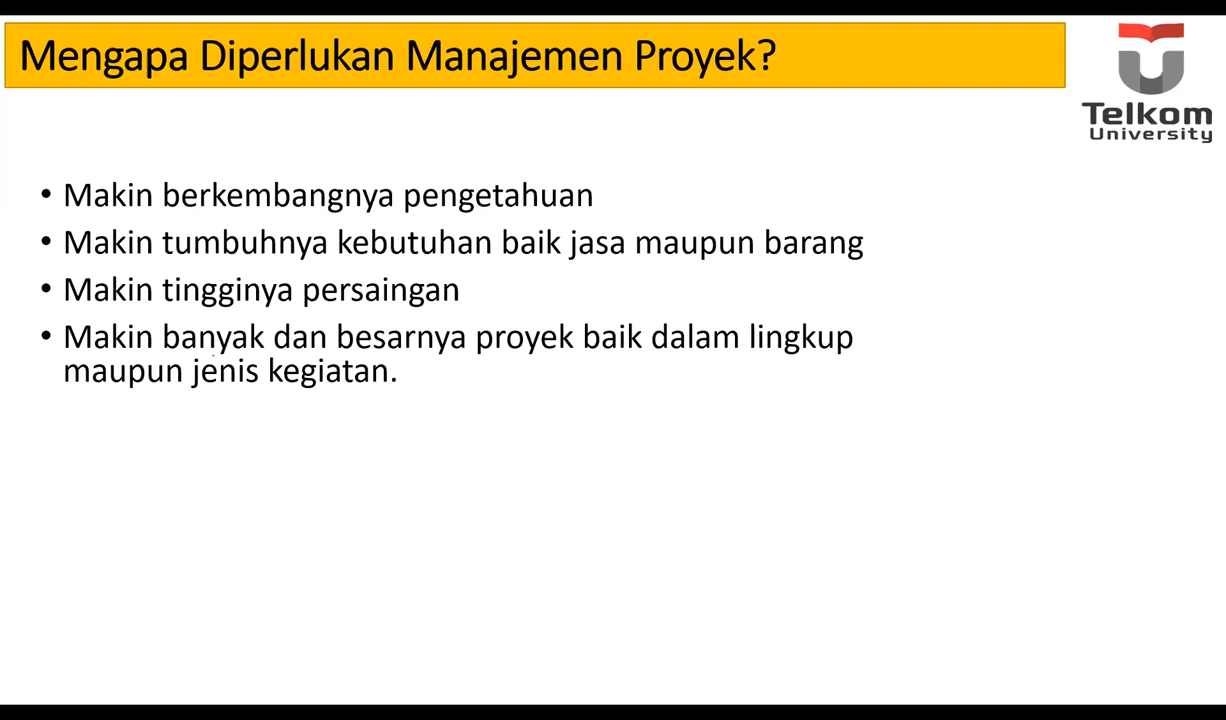 Mengapa Diperlukan Manajemen Proyek?
Telkom
University
• Makin berkembangnya pengetahuan
• Makin tumbuhnya kebutuhan baik jasa maupun barang
• Makin tingginya persaingan
• Makin banyak dan besarnya proyek baik dalam lingkup
maupun jenis kegiatan.